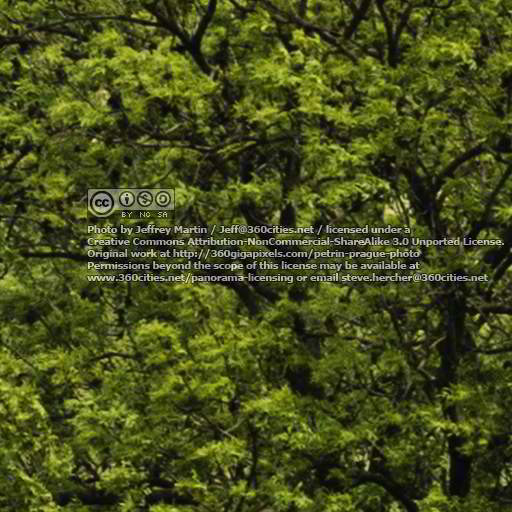 cc BY NC SA
Photo by Jeffrey Martin / Jeff@360cities.net / licensed under a
Creative Commons Attribution-NonCommercial-ShareAlike 3.0 Unported License.
Original work at http://360gigapixels.com/petrin-prague-photo
Permissions beyond the scope of this license may be available at
www.360cities.net/panorama-licensing or email steve.hercher@360cities.net